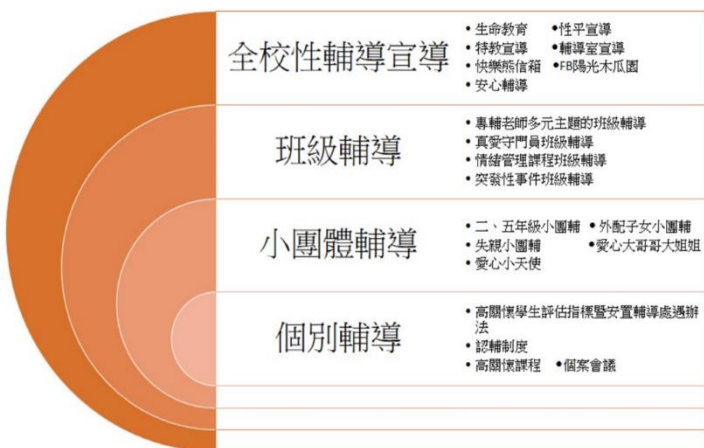 全校性輔導宣導
• 生命教育 •性平宣導
• 特教宣導 •輔導室宣導
• 快樂熊信箱 •FB陽光木瓜園
• 安心輔導
班級輔導
• 專輔老師多元主題的班級輔導
• 真愛守門員班級輔導
• 情緒管理課程班級輔導
• 突發性事件班級輔導
小團體輔導
• 二、五年級小團輔 • 外配子女小團輔
• 失親小團輔 •愛心大哥哥大姐姐
• 愛心小天使
個別輔導
• 高關懷學生評估指標暨安置輔導處遇辦
法
• 認輔制度
• 高關懷課程 •個案會議